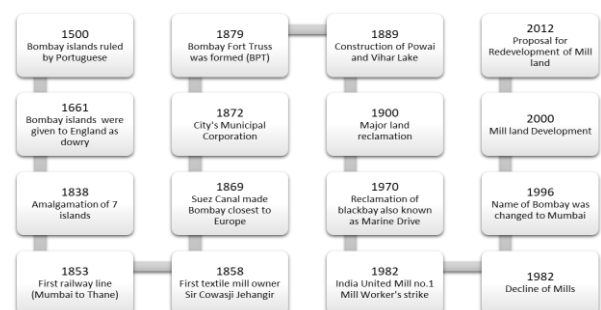 1500
Bombay islands ruled
by Portuguese
1661
Bombay islands were
given to England as
dowry
1838
Amalgamation of 7
islands
1853
First railway line
(Mumbai to Thane)
1858
First textile mill owner
Sir Cowasji Jehangir
1869
Suez Canal made
Bombay closest to
Europe
1872
City's Municipal
Corporation
1879
Bombay Fort Truss
was formed (BPT)
1889
Construction of Powai
and Vihar Lake
1900
Major land
reclamation
1970
Reclamation of
blackbay also known
as Marine Drive
1982
India United Mill no.1
Mill Worker's strike
1982
Decline of Mills
1996
Name of Bombay was
changed to Mumbai
2000
Mill land Development
2012
Proposal for
Redevelopment of Mill
land